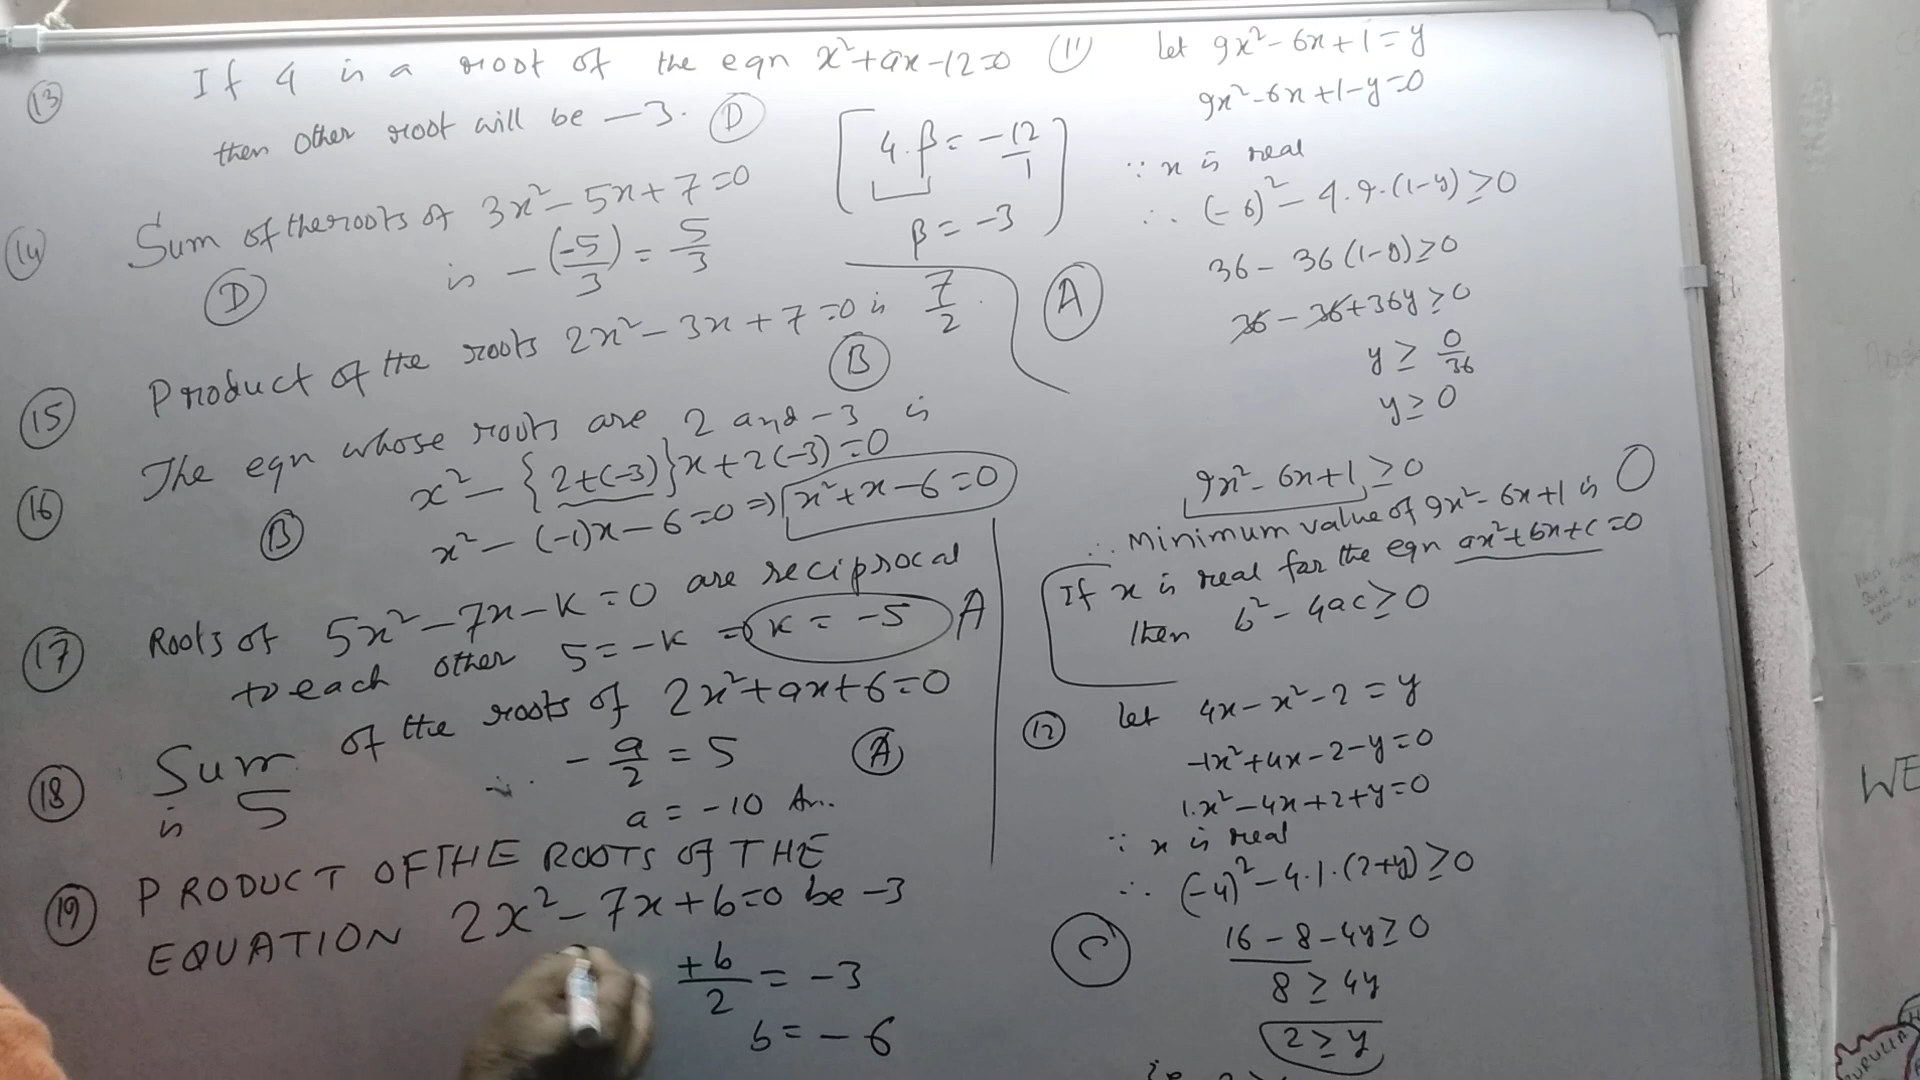 (13) If 4 is a root of the eqn x²+ax-12=0
then other root will be -3. (D)
[4.β = -12/1
β = -3]
(14) Sum of the roots of 3x²-5x+7=0
is -(-5/3) = 5/3
(D)
(15) Product of the roots 2x²-3x+7=0 is 7/2.
(B)
(16) The eqn whose roots are 2 and -3 is
x²-{2+(-3)}x+2(-3)=0
(B) x²-(-1)x-6=0 ⇒ x²+x-6=0
(17) Roots of 5x²-7x-k=0 are reciprocal
to each other 5=-k ⇒ k = -5 A
(18) Sum of the roots of 2x²+ax+6=0
is 5 ∴ -a/2 = 5 (A)
a = -10 An.
(19) PRODUCT OF THE ROOTS Of THE
EQUATION 2x²-7x+b=0 be -3
+b/2 = -3
b = -6
(11) let 9x²-6x+1=y
9x²-6x+1-y=0
∵ x is real
∴ (-6)²-4.9.(1-y)≥0
36-36(1-y)≥0
(A) 36-36+36y≥0
y ≥ 0/36
y ≥ 0
9x²-6x+1≥0
∴ Minimum value of 9x²-6x+1 is 0
If x is real for the eqn ax²+bx+c=0
then b²-4ac≥0
(12) let 4x-x²-2=y
-1x²+4x-2-y=0
1.x²-4x+2+y=0
∵ x is real
∴ (-4)²-4.1.(2+y)≥0
(C) 16-8-4y≥0
8≥4y
2≥y
WE